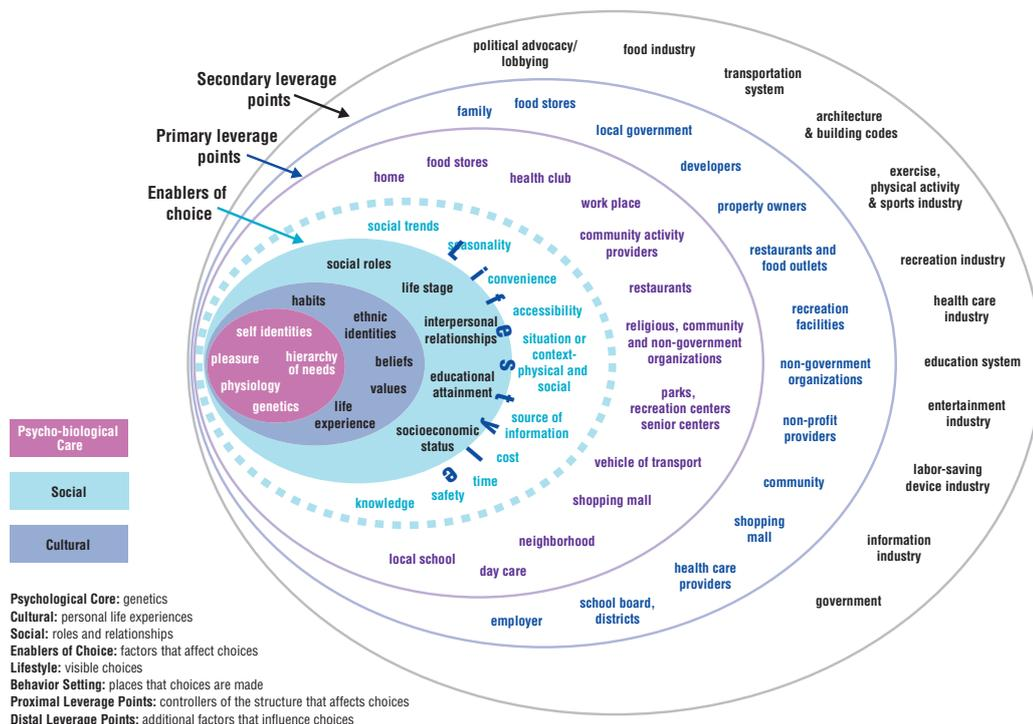 political advocacy/
lobbying
food industry
transportation
system
architecture
& building codes
exercise,
physical activity
& sports industry
recreation industry
health care
industry
education system
entertainment
industry
labor-saving
device industry
information
industry
government
Secondary leverage
points
Primary leverage
points
Enablers of
choice
family
food stores
local government
developers
property owners
restaurants and
food outlets
recreation
facilities
non-government
organizations
non-profit
providers
community
shopping
mall
health care
providers
school board,
districts
employer
home
food stores
health club
work place
community activity
providers
restaurants
religious, community
and non-government
organizations
parks,
recreation centers
senior centers
vehicle of transport
shopping mall
neighborhood
day care
local school
social trends
seasonality
convenience
accessibility
situation or
context-
physical and
social
source of
information
cost
time
safety
knowledge
Lifestyle
social roles
life stage
interpersonal
relationships
educational
attainment
socioeconomic
status
habits
ethnic
identities
beliefs
values
life
experience
self identities
pleasure
hierarchy
of needs
physiology
genetics
Psycho-biological
Care
Social
Cultural
Psychological Core: genetics
Cultural: personal life experiences
Social: roles and relationships
Enablers of Choice: factors that affect choices
Lifestyle: visible choices
Behavior Setting: places that choices are made
Proximal Leverage Points: controllers of the structure that affects choices
Distal Leverage Points: additional factors that influence choices